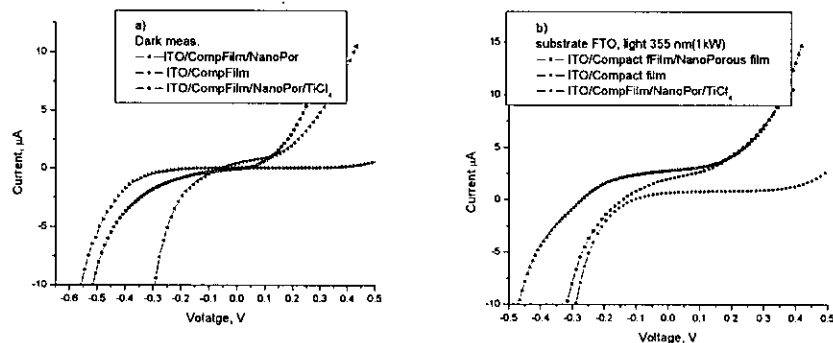 a)
Dark meas.
ITO/CompFilm/NanoPor
ITO/CompFilm
ITO/CompFilm/NanoPor/TiCl4
Current, µA
10
5
0
-5
-10
-0.6 -0.5 -0.4 -0.3 -0.2 -0.1 0.0 0.1 0.2 0.3 0.4 0.5
Volatge, V
b)
substrate FTO, light 355 nm(1kW)
ITO/Compact fFilm/NanoPorous film
ITO/Compact film
ITO/CompFilm/NanoPor/TiCl4
Current µA
15
10
5
0
-5
-10
-0.5 -0.4 -0.3 -0.2 -0.1 0.0 0.1 0.2 0.3 0.4 0.5
Voltage, V